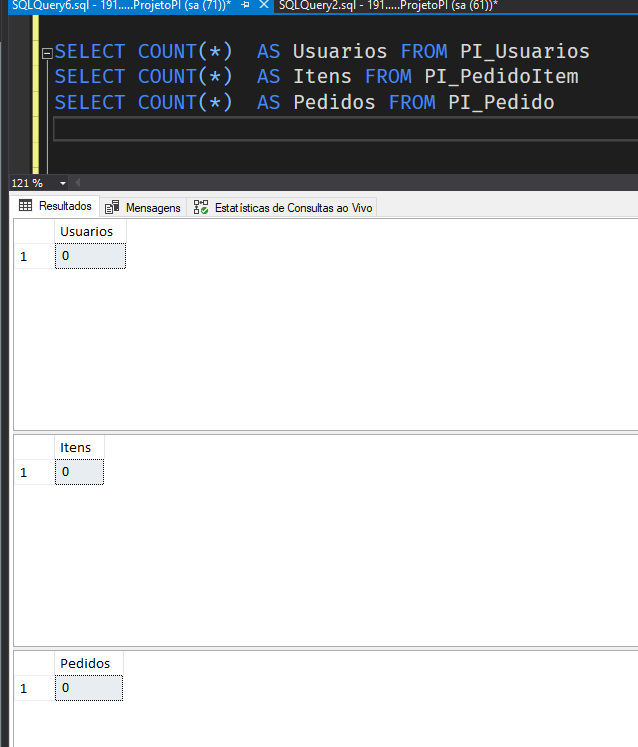 SQLQuery6.sql - 191.....ProjetoPI (sa (71))* SQLQuery2.sql - 191.....ProjetoPI (sa (61))*
SELECT COUNT(*) AS Usuarios FROM PI_Usuarios
SELECT COUNT(*) AS Itens FROM PI_PedidoItem
SELECT COUNT(*) AS Pedidos FROM PI_Pedido
121 %
Resultados Mensagens Estatísticas de Consultas ao Vivo
Usuarios
1 0
Itens
1 0
Pedidos
1 0